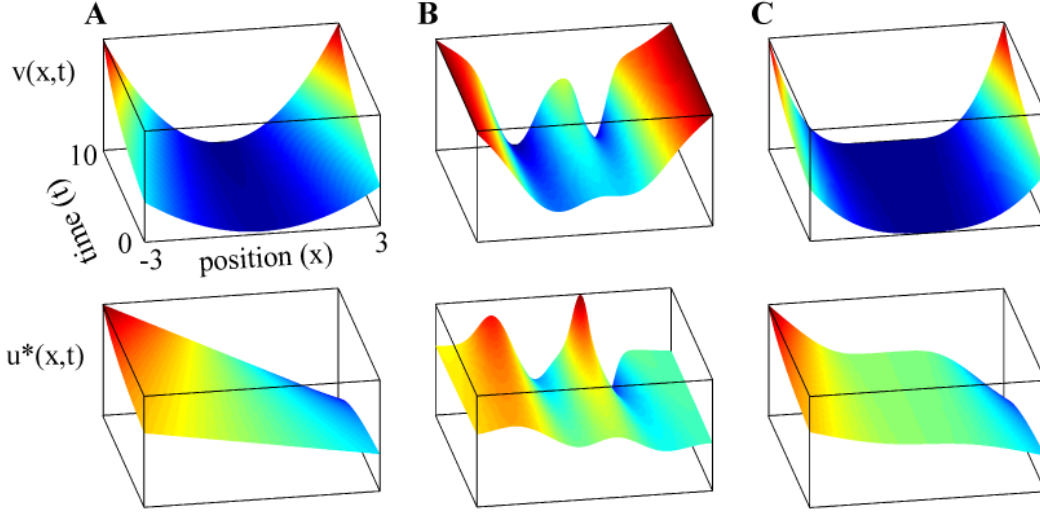 A
B
C
v(x,t)
10
time (t)
0
-3
position (x)
3
u*(x,t)